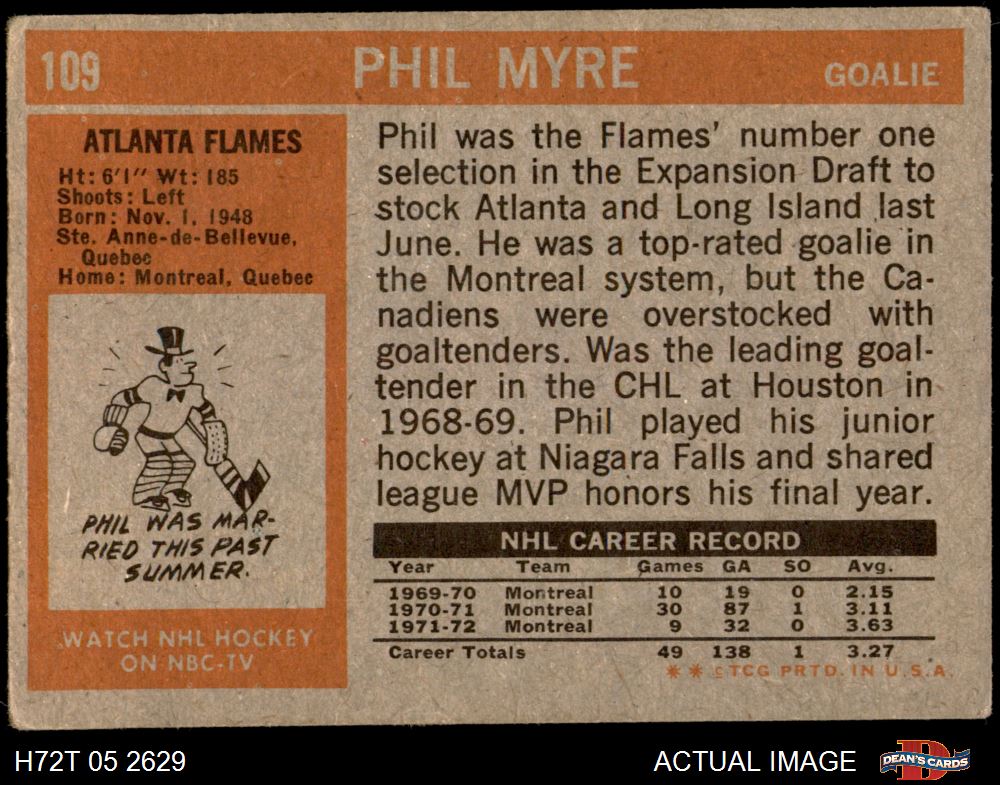 109
PHIL MYRE
GOALIE
ATLANTA FLAMES
Ht: 6'1" Wt: 185
Shoots: Left
Born: Nov. 1, 1948
Ste. Anne-de-Bellevue,
Quebec
Home: Montreal, Quebec
PHIL WAS MAR-
RIED THIS PAST
SUMMER.
WATCH NHL HOCKEY
ON NBC-TV
Phil was the Flames' number one
selection in the Expansion Draft to
stock Atlanta and Long Island last
June. He was a top-rated goalie in
the Montreal system, but the Ca-
nadiens were overstocked with
goaltenders. Was the leading goal-
tender in the CHL at Houston in
1968-69. Phil played his junior
hockey at Niagara Falls and shared
league MVP honors his final year.
NHL CAREER RECORD
Year Team Games GA SO Avg.
1969-70 Montreal 10 19 0 2.15
1970-71 Montreal 30 87 1 3.11
1971-72 Montreal 9 32 0 3.63
Career Totals 49 138 1 3.27
** ©TCG PRTD. IN U.S.A.
H72T 05 2629
ACTUAL IMAGE
D
DEAN'S CARDS